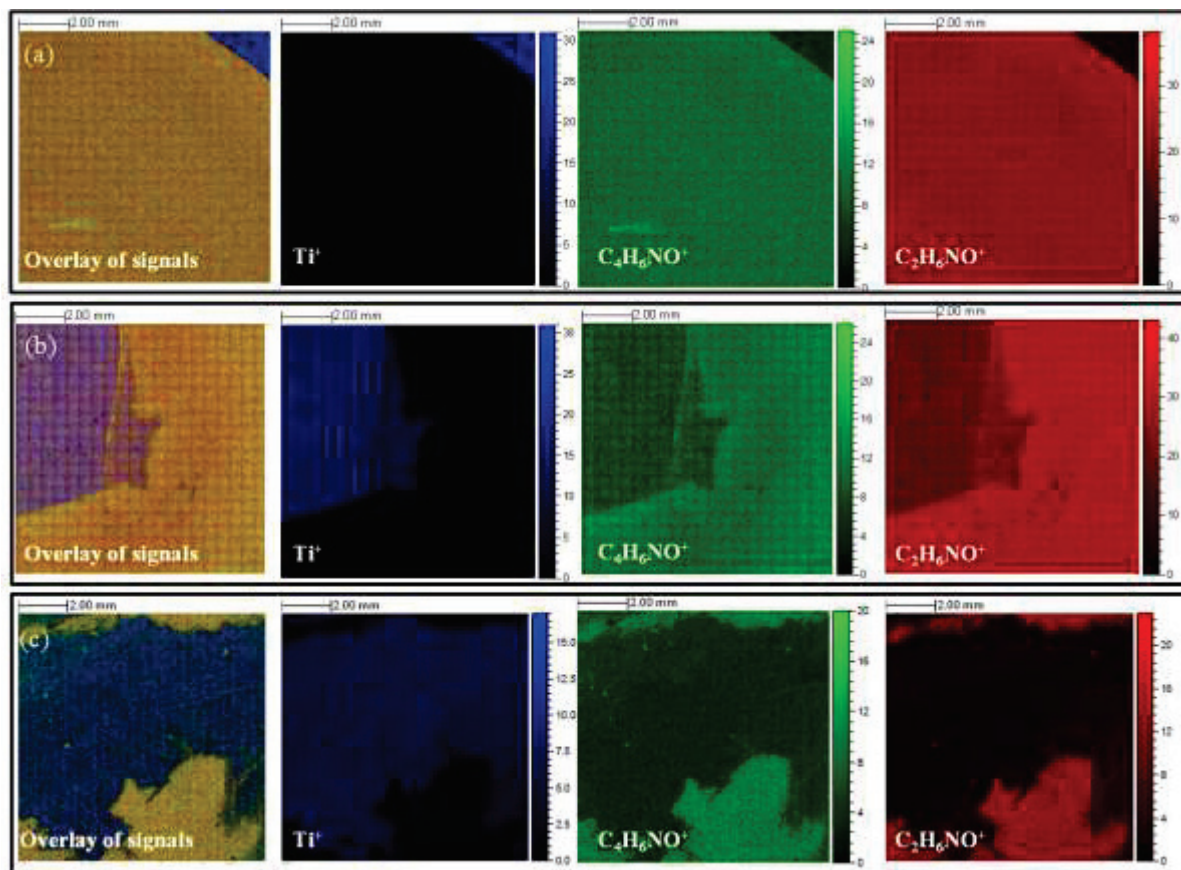 2.00 mm 2.00 mm 2.00 mm 2.00 mm
(a)
30 25 20 15 10 5 0
24 20 16 12 8 4 0
30 20 10 0
Overlay of signals Ti⁺ C₄H₆NO⁺ C₂H₆NO⁺
2.00 mm 2.00 mm 2.00 mm 2.00 mm
(b)
30 25 20 15 10 5 0
24 20 16 12 8 4 0
40 30 20 10 0
Overlay of signals Ti⁺ C₄H₆NO⁺ C₂H₆NO⁺
2.00 mm 2.00 mm 2.00 mm 2.00 mm
(c)
15.0 12.5 10.0 7.5 5.0 2.5 0.0
20 16 12 8 4 0
20 16 12 8 4 0
Overlay of signals Ti⁺ C₄H₆NO⁺ C₂H₆NO⁺